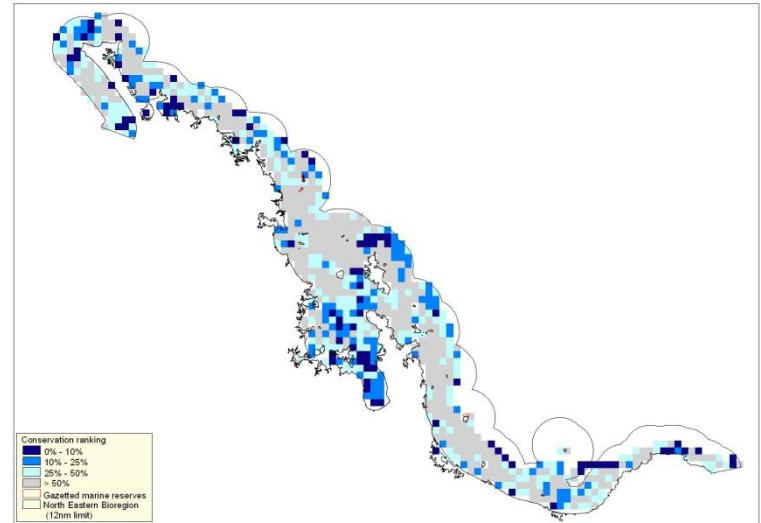 Conservation ranking
0% - 10%
10% - 25%
25% - 50%
> 50%
Gazetted marine reserves
North Eastern Bioregion
(12nm limit)